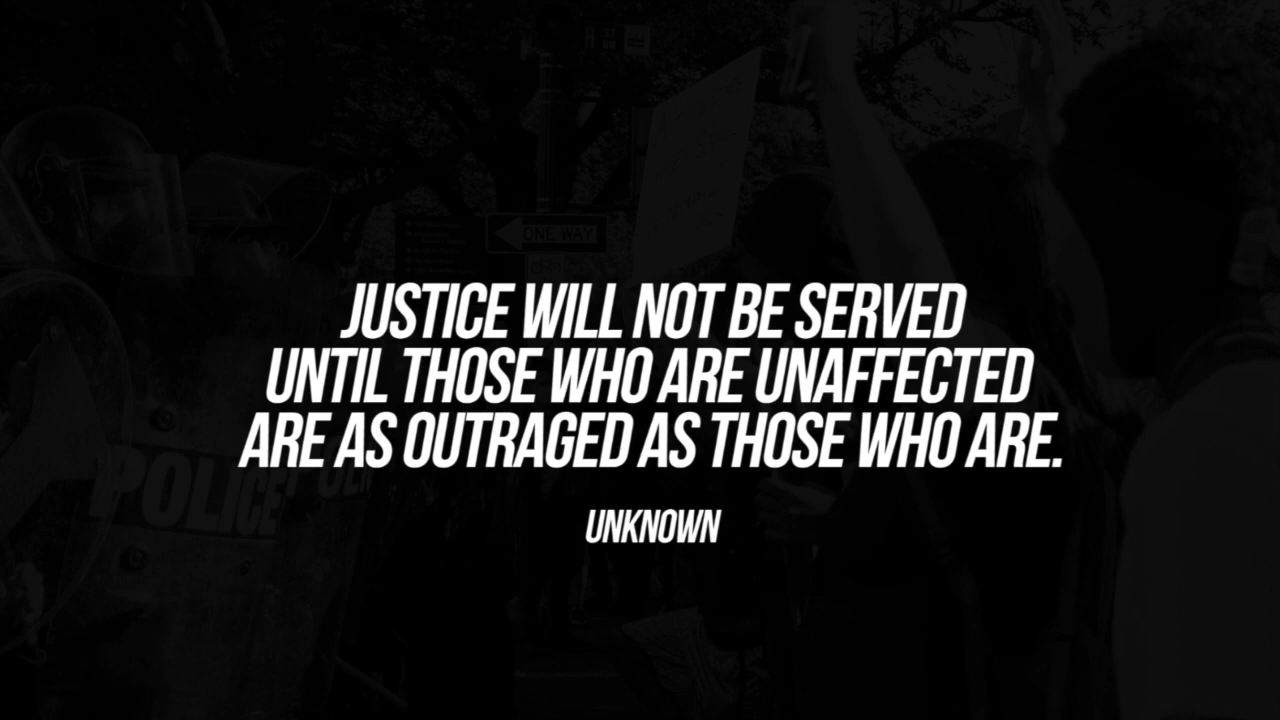 ONE WAY
JUSTICE WILL NOT BE SERVED
UNTIL THOSE WHO ARE UNAFFECTED
ARE AS OUTRAGED AS THOSE WHO ARE.
POLICE
UNKNOWN